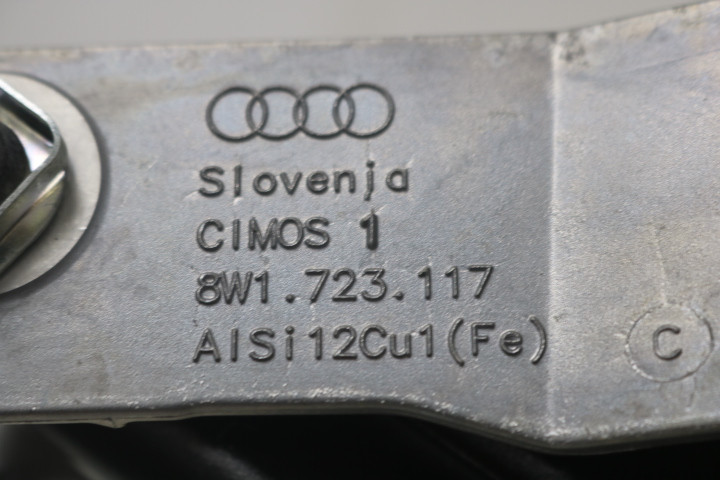 Slovenja
CIMOS 1
8W1.723.117
AlSi12Cu1(Fe)
C